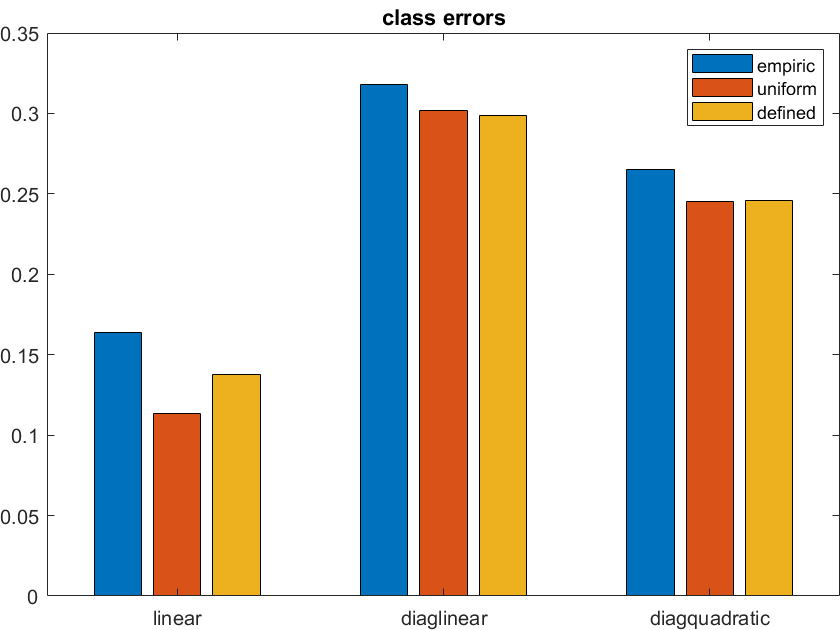 class errors
0.35
0.3
0.25
0.2
0.15
0.1
0.05
0
empiric
uniform
defined
linear
diaglinear
diagquadratic